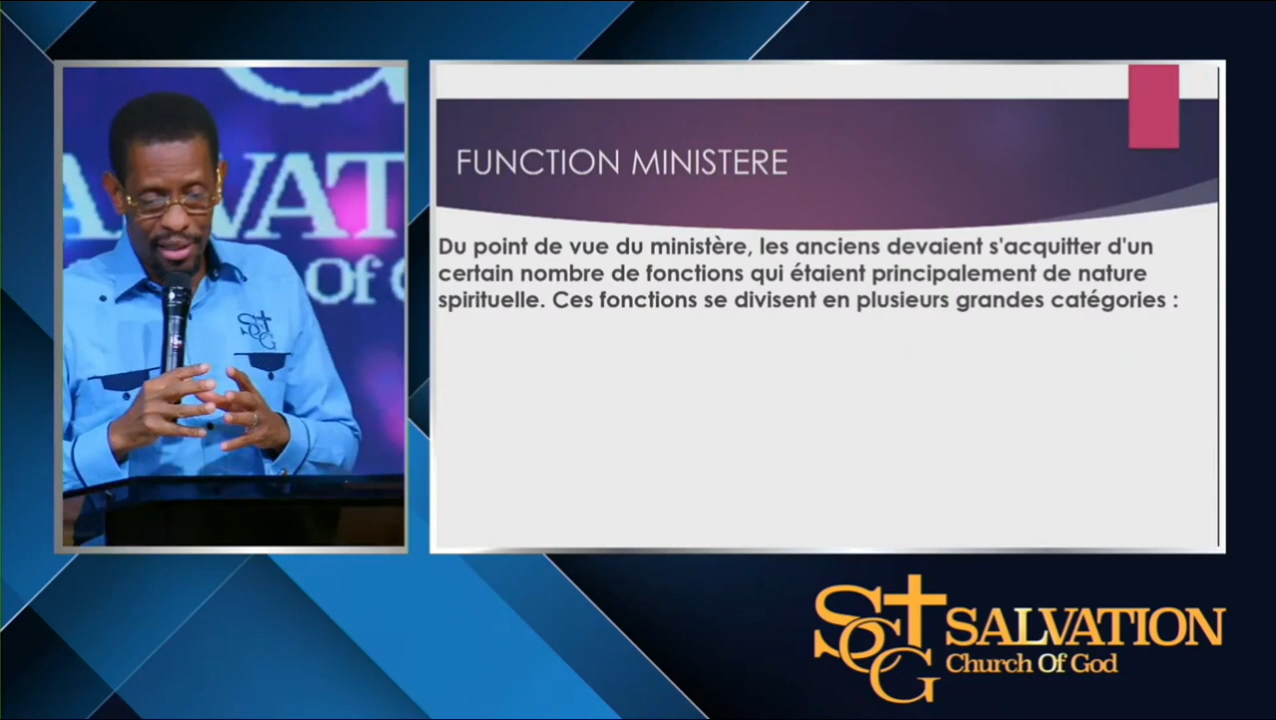 FUNCTION MINISTERE
Du point de vue du ministère, les anciens devaient s'acquitter d'un
certain nombre de fonctions qui étaient principalement de nature
spirituelle. Ces fonctions se divisent en plusieurs grandes catégories :
SCG
SALVATION
Church Of God